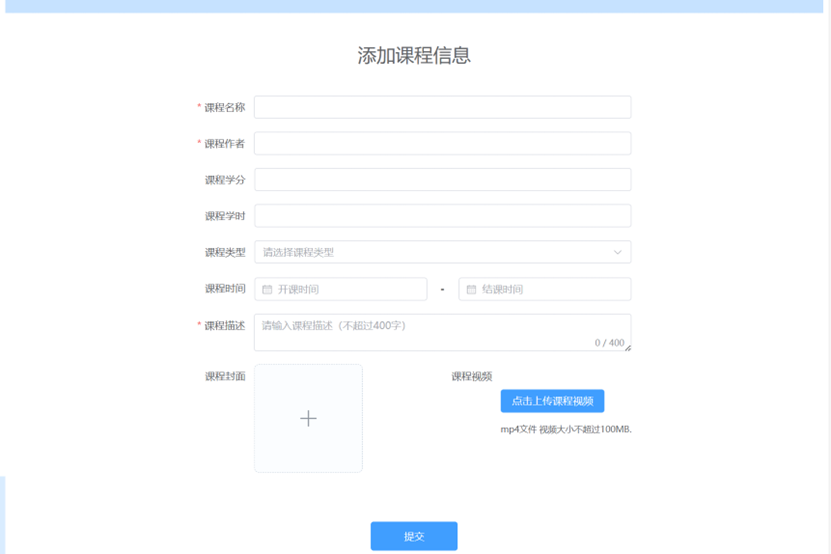 添加课程信息
* 课程名称
* 课程作者
课程学分
课程学时
课程类型 请选择课程类型
课程时间 开课时间 - 结课时间
* 课程描述 请输入课程描述（不超过400字）
0 / 400
课程封面 课程视频
点击上传课程视频
mp4文件 视频大小不超过100MB.
提交